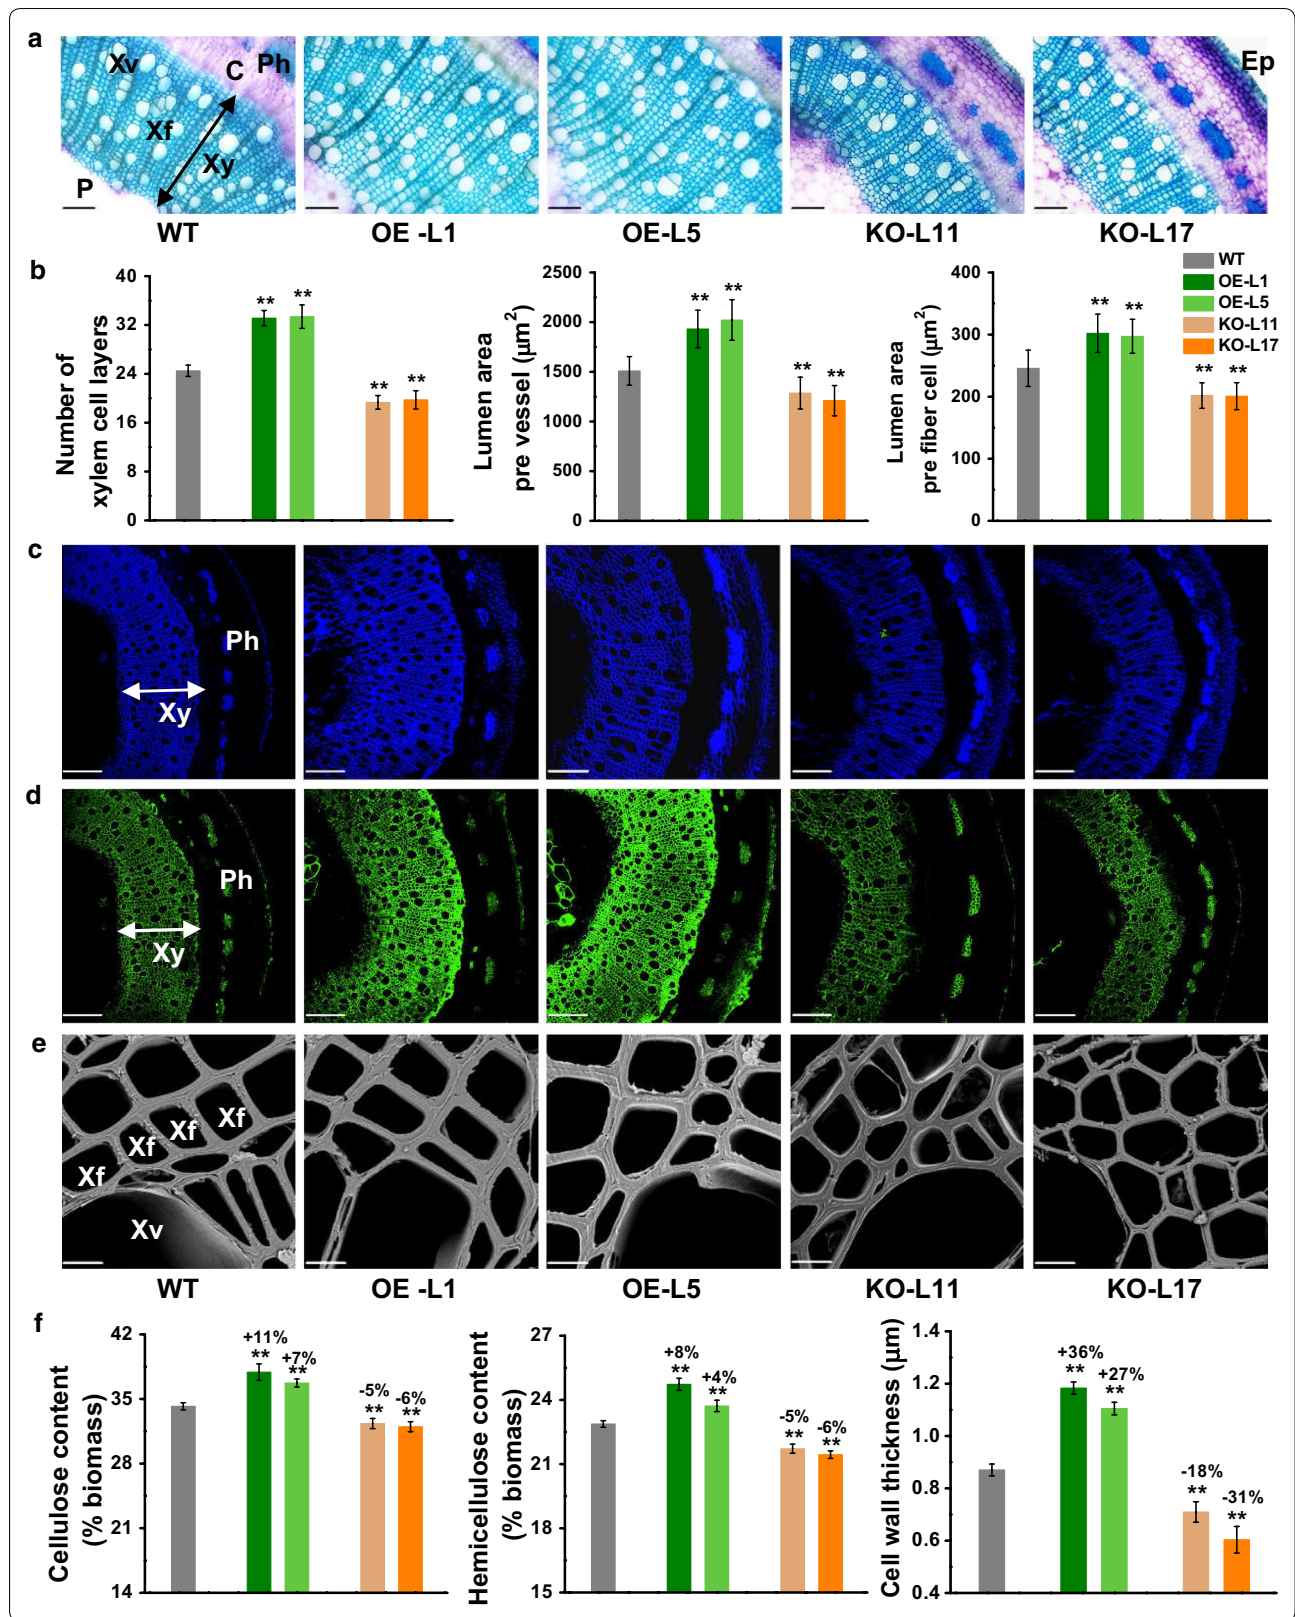 a
Xv
C
Ph
Xf
Xy
P
Ep
WT
OE -L1
OE-L5
KO-L11
KO-L17
b
Number of
xylem cell layers
40
32
24
16
8
0
**
**
**
**
Lumen area
pre vessel (μm²)
2500
2000
1500
1000
500
0
**
**
**
**
Lumen area
pre fiber cell (μm²)
400
300
200
100
0
**
**
**
**
WT
OE-L1
OE-L5
KO-L11
KO-L17
c
Ph
Xy
d
Ph
Xy
e
Xf
Xf
Xf
Xf
Xv
WT
OE -L1
OE-L5
KO-L11
KO-L17
f
Cellulose content
(% biomass)
42
35
28
21
14
+11%
**
+7%
**
-5%
**
-6%
**
Hemicellulose content
(% biomass)
27
24
21
18
15
+8%
**
+4%
**
-5%
**
-6%
**
Cell wall thickness (μm)
1.4
1.2
1.0
0.8
0.6
0.4
+36%
**
+27%
**
-18%
**
-31%
**